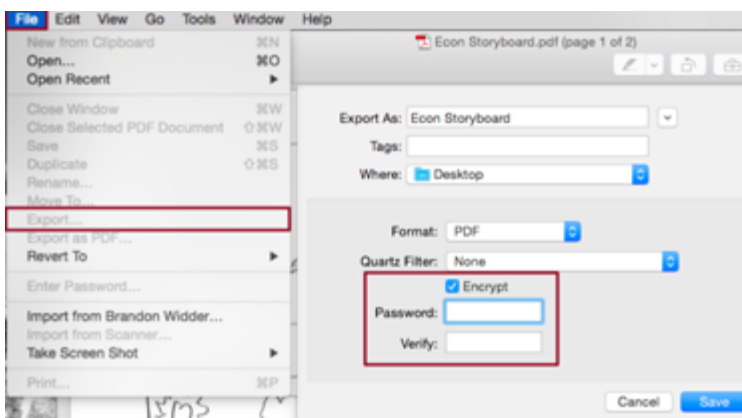 File Edit View Go Tools Window Help
New from Clipboard ⌘N
Open... ⌘O
Open Recent ▶
Close Window ⌘W
Close Selected PDF Document ⇧⌘W
Save ⌘S
Duplicate ⇧⌘S
Rename...
Move To...
Export...
Export as PDF...
Revert To ▶
Enter Password...
Import from Brandon Widder...
Import from Scanner...
Take Screen Shot ▶
Print... ⌘P
Econ Storyboard.pdf (page 1 of 2)
Export As: Econ Storyboard
Tags:
Where: Desktop
Format: PDF
Quartz Filter: None
Encrypt
Password:
Verify:
Cancel Save